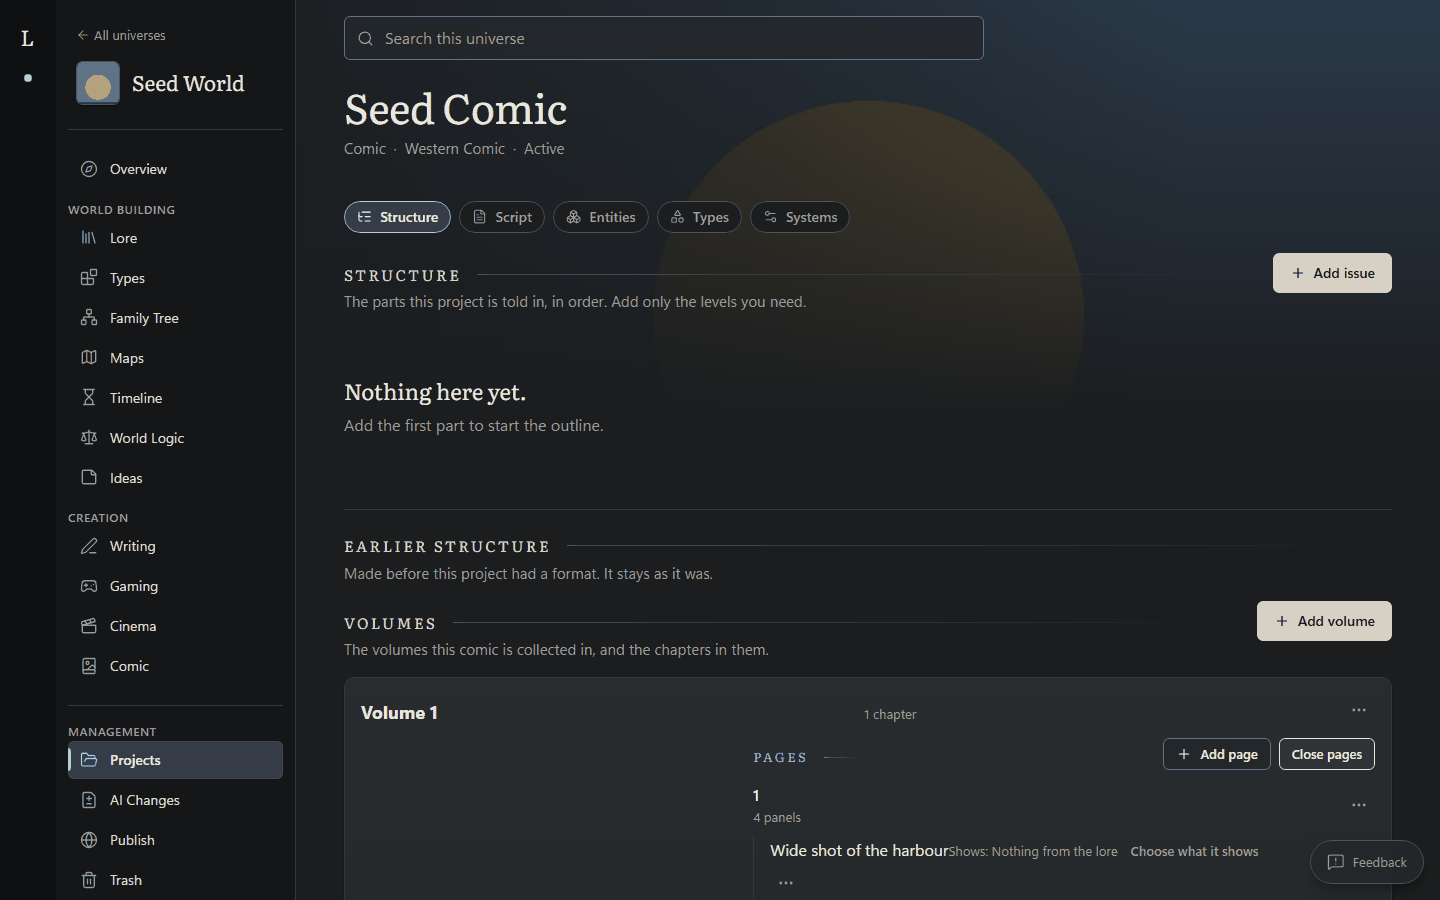 L
All universes
Seed World
Overview
WORLD BUILDING
Lore
Types
Family Tree
Maps
Timeline
World Logic
Ideas
CREATION
Writing
Gaming
Cinema
Comic
MANAGEMENT
Projects
AI Changes
Publish
Trash
Search this universe
Seed Comic
Comic · Western Comic · Active
Structure Script Entities Types Systems
STRUCTURE
Add issue
The parts this project is told in, in order. Add only the levels you need.
Nothing here yet.
Add the first part to start the outline.
EARLIER STRUCTURE
Made before this project had a format. It stays as it was.
VOLUMES
Add volume
The volumes this comic is collected in, and the chapters in them.
Volume 1 1 chapter
PAGES Add page Close pages
1
4 panels
Wide shot of the harbourShows: Nothing from the lore Choose what it shows
Feedback